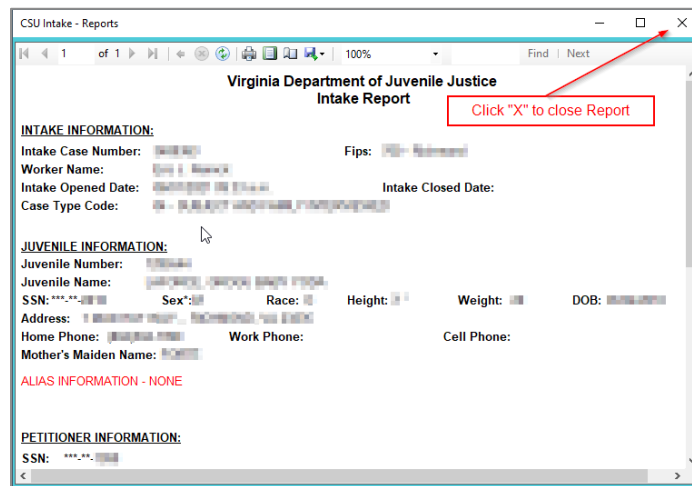 CSU Intake - Reports
1 of 1 100% Find | Next
Virginia Department of Juvenile Justice
Intake Report
Click "X" to close Report
INTAKE INFORMATION:
Intake Case Number: Fips:
Worker Name:
Intake Opened Date: Intake Closed Date:
Case Type Code:
JUVENILE INFORMATION:
Juvenile Number:
Juvenile Name:
SSN: ***-**- Sex*: Race: Height: Weight: DOB:
Address:
Home Phone: Work Phone: Cell Phone:
Mother's Maiden Name:
ALIAS INFORMATION - NONE
PETITIONER INFORMATION:
SSN: ***-**-